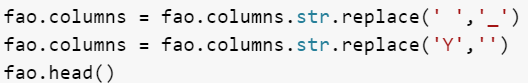 fao.columns = fao.columns.str.replace(' ','_')
fao.columns = fao.columns.str.replace('Y','')
fao.head()